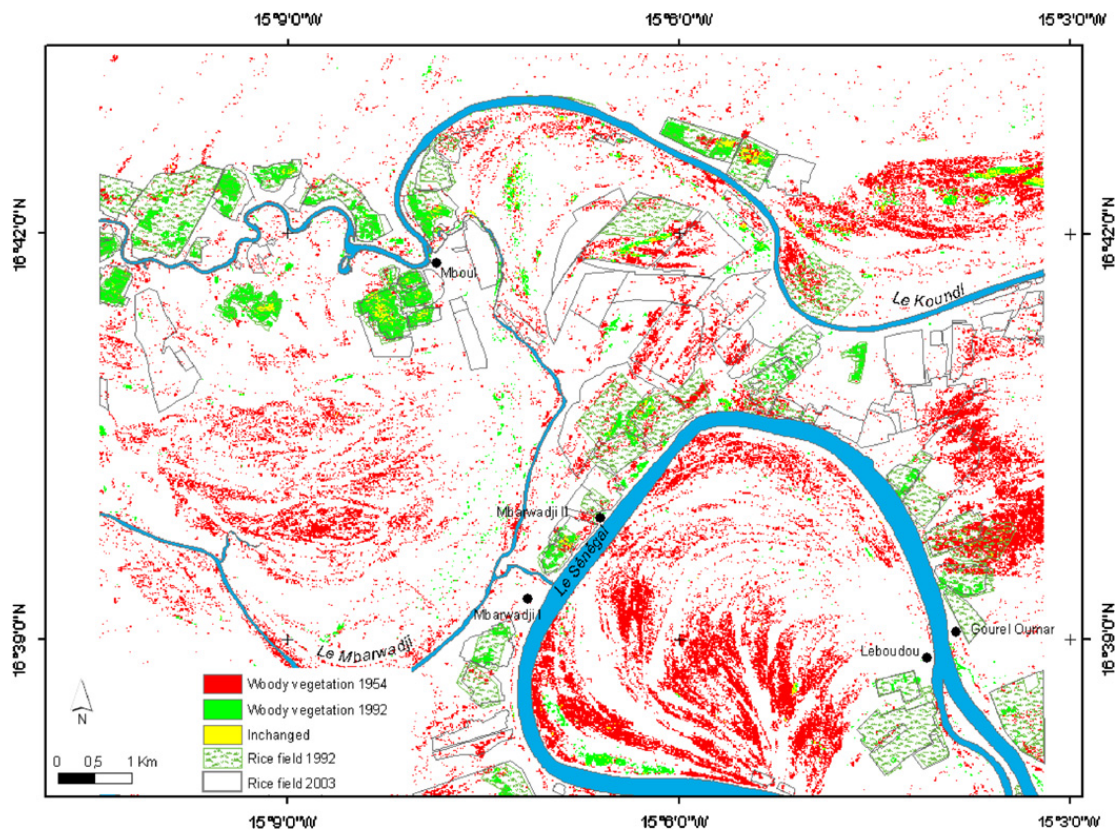 15°9'0"W 15°6'0"W 15°3'0"W
16°42'0"N
16°42'0"N
Mboul
Le Koundi
Mbarwadji II
Le Sénégal
Mbarwadji I
Le Mbarwadji
Gourel Oumar
Leboudou
16°39'0"N
16°39'0"N
Woody vegetation 1954
Woody vegetation 1992
Inchanged
Rice field 1992
Rice field 2003
N
0 0,5 1 Km
15°9'0"W 15°6'0"W 15°3'0"W